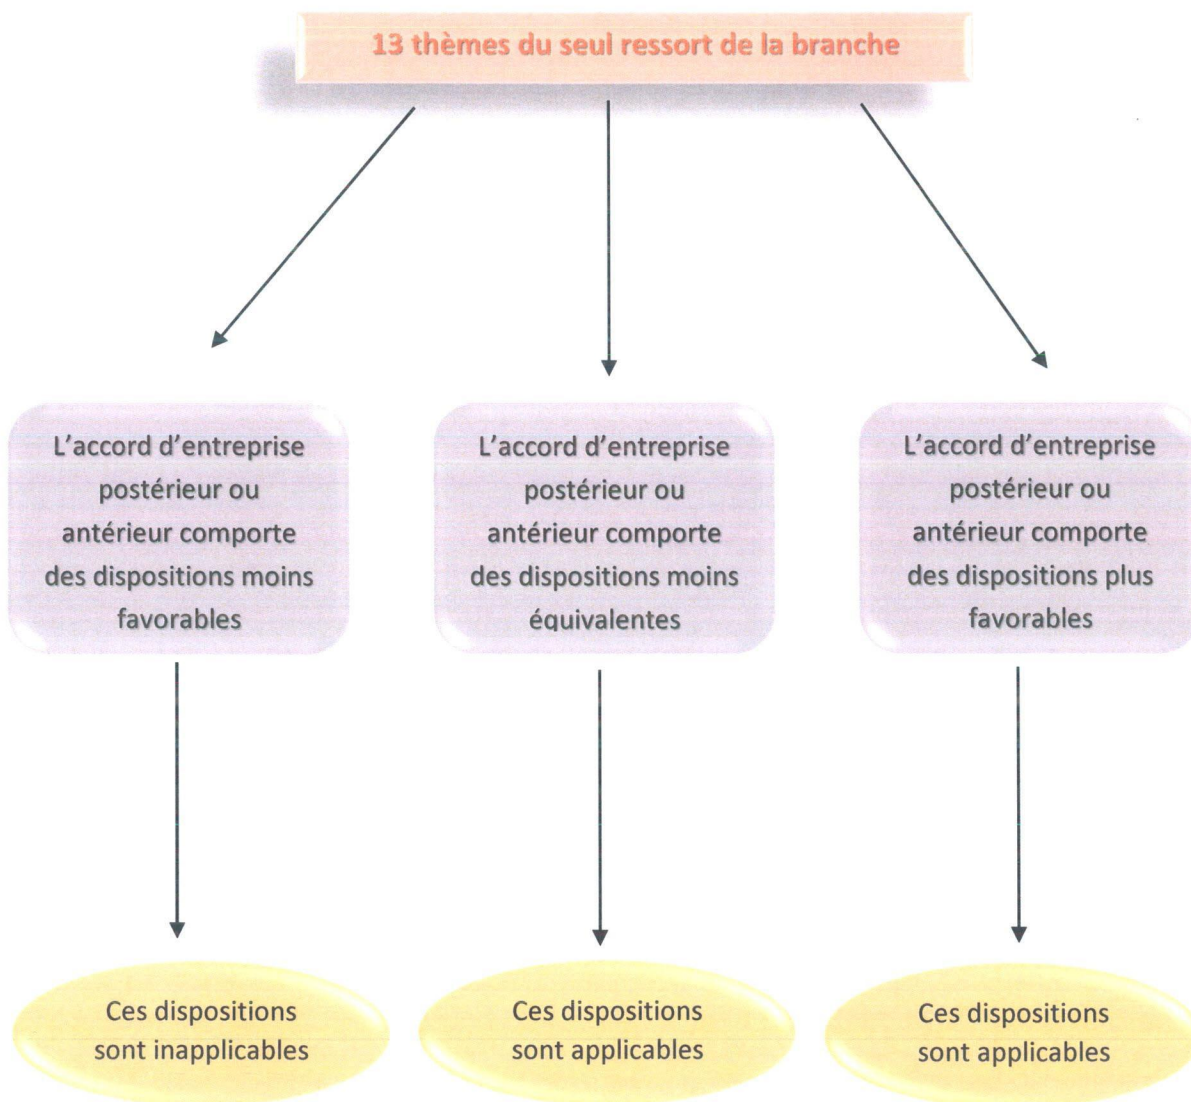 13 thèmes du seul ressort de la branche
L’accord d’entreprise
postérieur ou
antérieur comporte
des dispositions moins
favorables
L’accord d’entreprise
postérieur ou
antérieur comporte
des dispositions moins
équivalentes
L’accord d’entreprise
postérieur ou
antérieur comporte
des dispositions plus
favorables
Ces dispositions
sont inapplicables
Ces dispositions
sont applicables
Ces dispositions
sont applicables